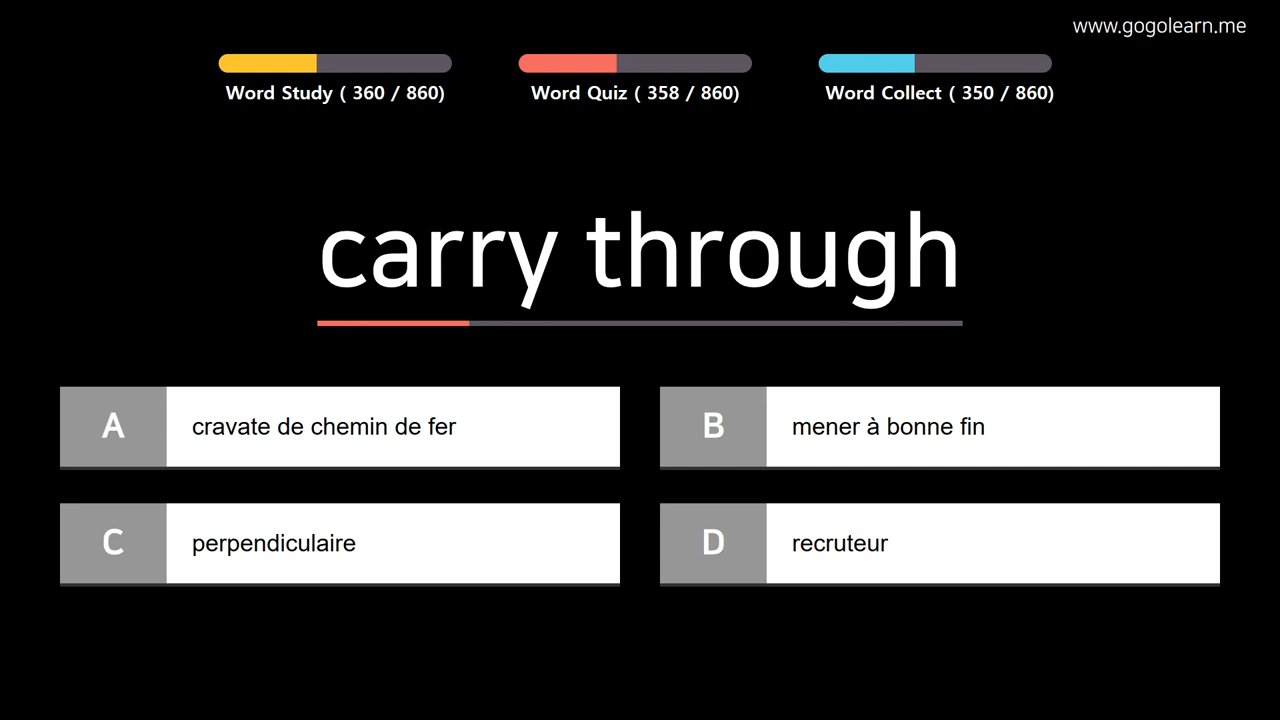 www.gogolearn.me
Word Study ( 360 / 860)
Word Quiz ( 358 / 860)
Word Collect ( 350 / 860)
carry through
A
cravate de chemin de fer
B
mener à bonne fin
C
perpendiculaire
D
recruteur